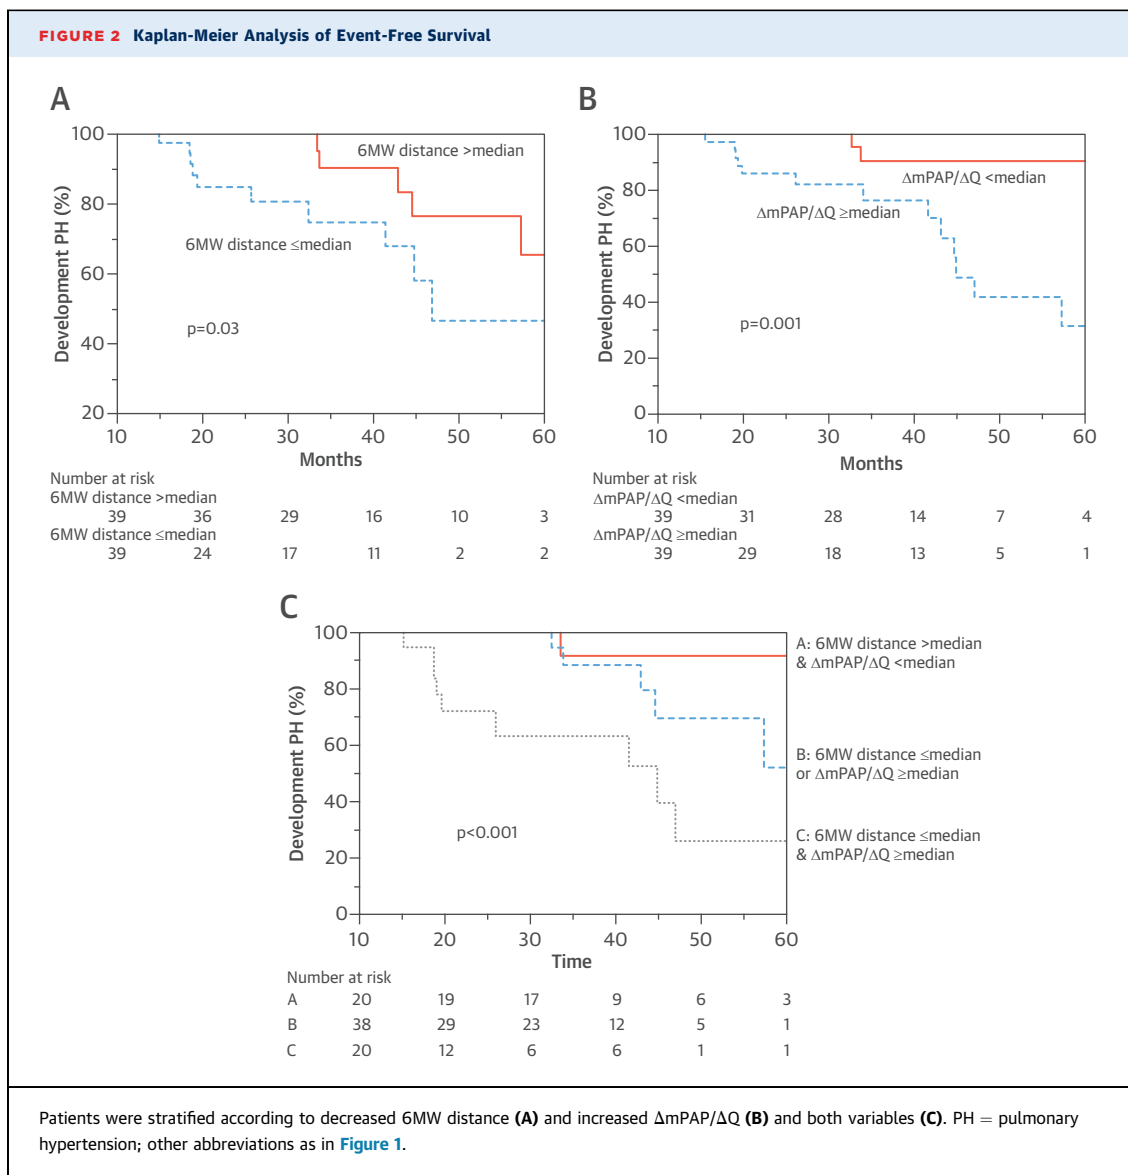 FIGURE 2 Kaplan-Meier Analysis of Event-Free Survival
A
100
80
60
40
20
Development PH (%)
6MW distance >median
6MW distance ≤median
p=0.03
10 20 30 40 50 60
Months
Number at risk
6MW distance >median
39 36 29 16 10 3
6MW distance ≤median
39 24 17 11 2 2
B
100
80
60
40
20
0
Development PH (%)
ΔmPAP/ΔQ <median
ΔmPAP/ΔQ ≥median
p=0.001
10 20 30 40 50 60
Months
Number at risk
ΔmPAP/ΔQ <median
39 31 28 14 7 4
ΔmPAP/ΔQ ≥median
39 29 18 13 5 1
C
100
80
60
40
20
0
Development PH (%)
A: 6MW distance >median
& ΔmPAP/ΔQ <median
B: 6MW distance ≤median
or ΔmPAP/ΔQ ≥median
C: 6MW distance ≤median
& ΔmPAP/ΔQ ≥median
p<0.001
10 20 30 40 50 60
Time
Number at risk
A 20 19 17 9 6 3
B 38 29 23 12 5 1
C 20 12 6 6 1 1
Patients were stratified according to decreased 6MW distance (A) and increased ΔmPAP/ΔQ (B) and both variables (C). PH = pulmonary
hypertension; other abbreviations as in Figure 1.